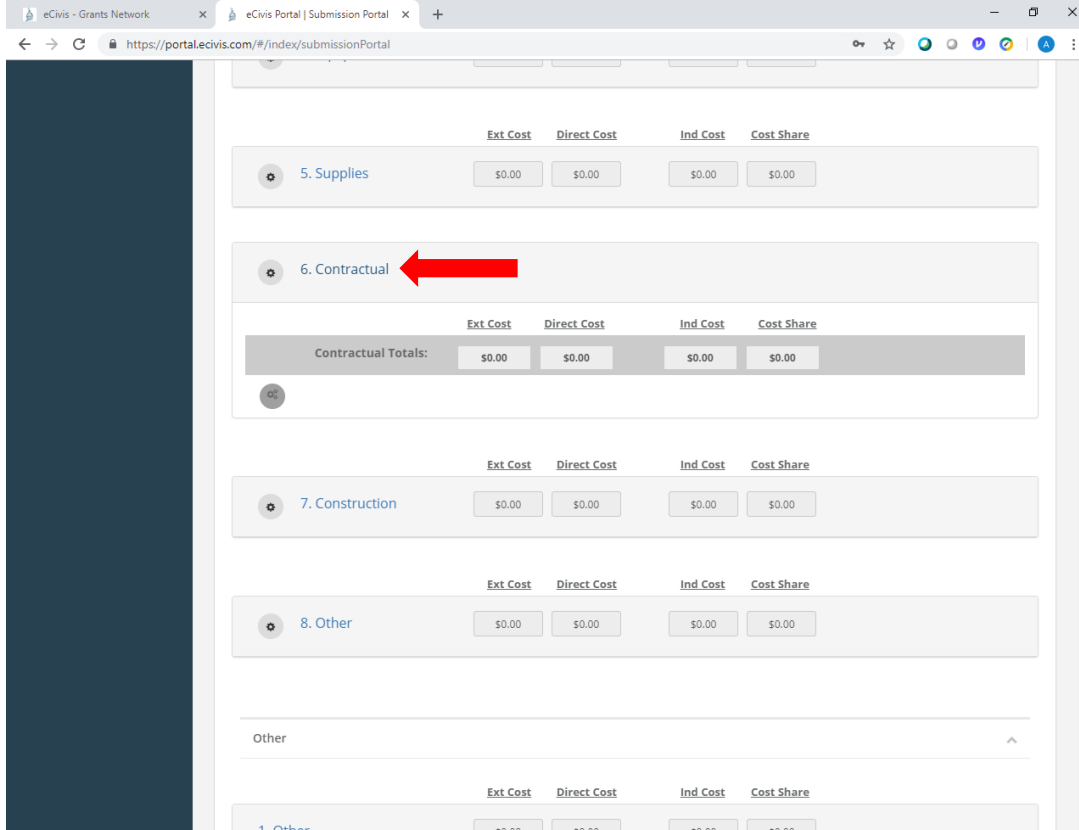 eCivis - Grants Network eCivis Portal | Submission Portal
https://portal.ecivis.com/#/index/submissionPortal A
Ext Cost Direct Cost Ind Cost Cost Share
5. Supplies $0.00 $0.00 $0.00 $0.00
6. Contractual
Ext Cost Direct Cost Ind Cost Cost Share
Contractual Totals: $0.00 $0.00 $0.00 $0.00
Ext Cost Direct Cost Ind Cost Cost Share
7. Construction $0.00 $0.00 $0.00 $0.00
Ext Cost Direct Cost Ind Cost Cost Share
8. Other $0.00 $0.00 $0.00 $0.00
Other
Ext Cost Direct Cost Ind Cost Cost Share
1. Other